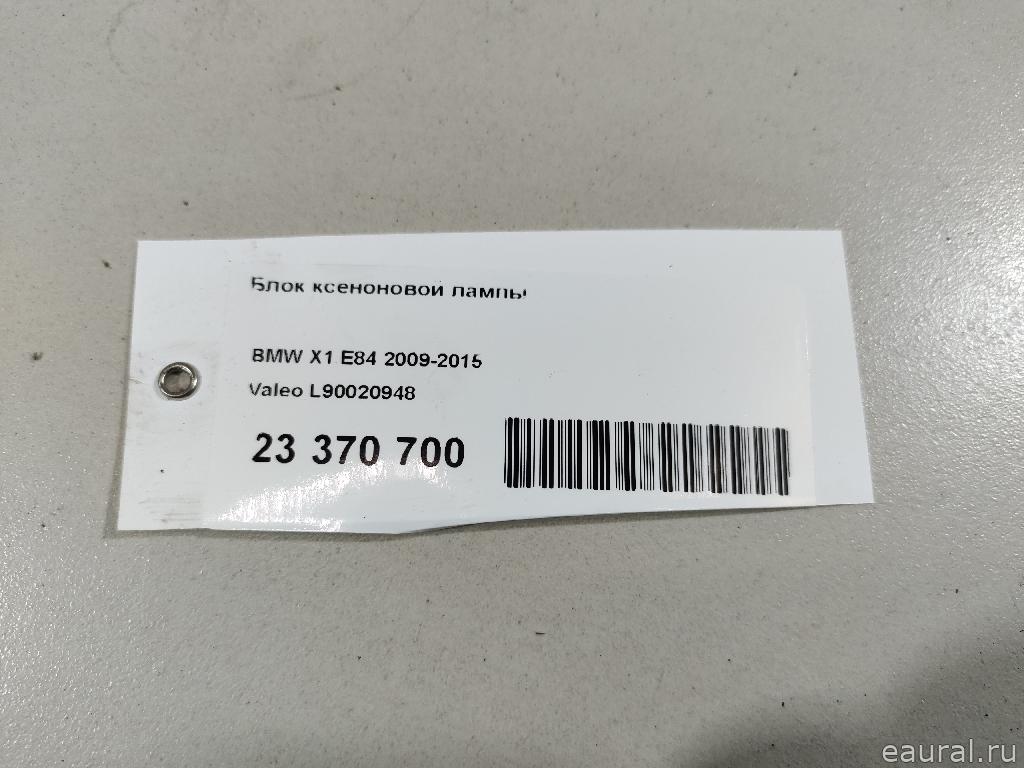 Блок ксеноновой лампы
BMW X1 E84 2009-2015
Valeo L90020948
23 370 700
eaural.ru